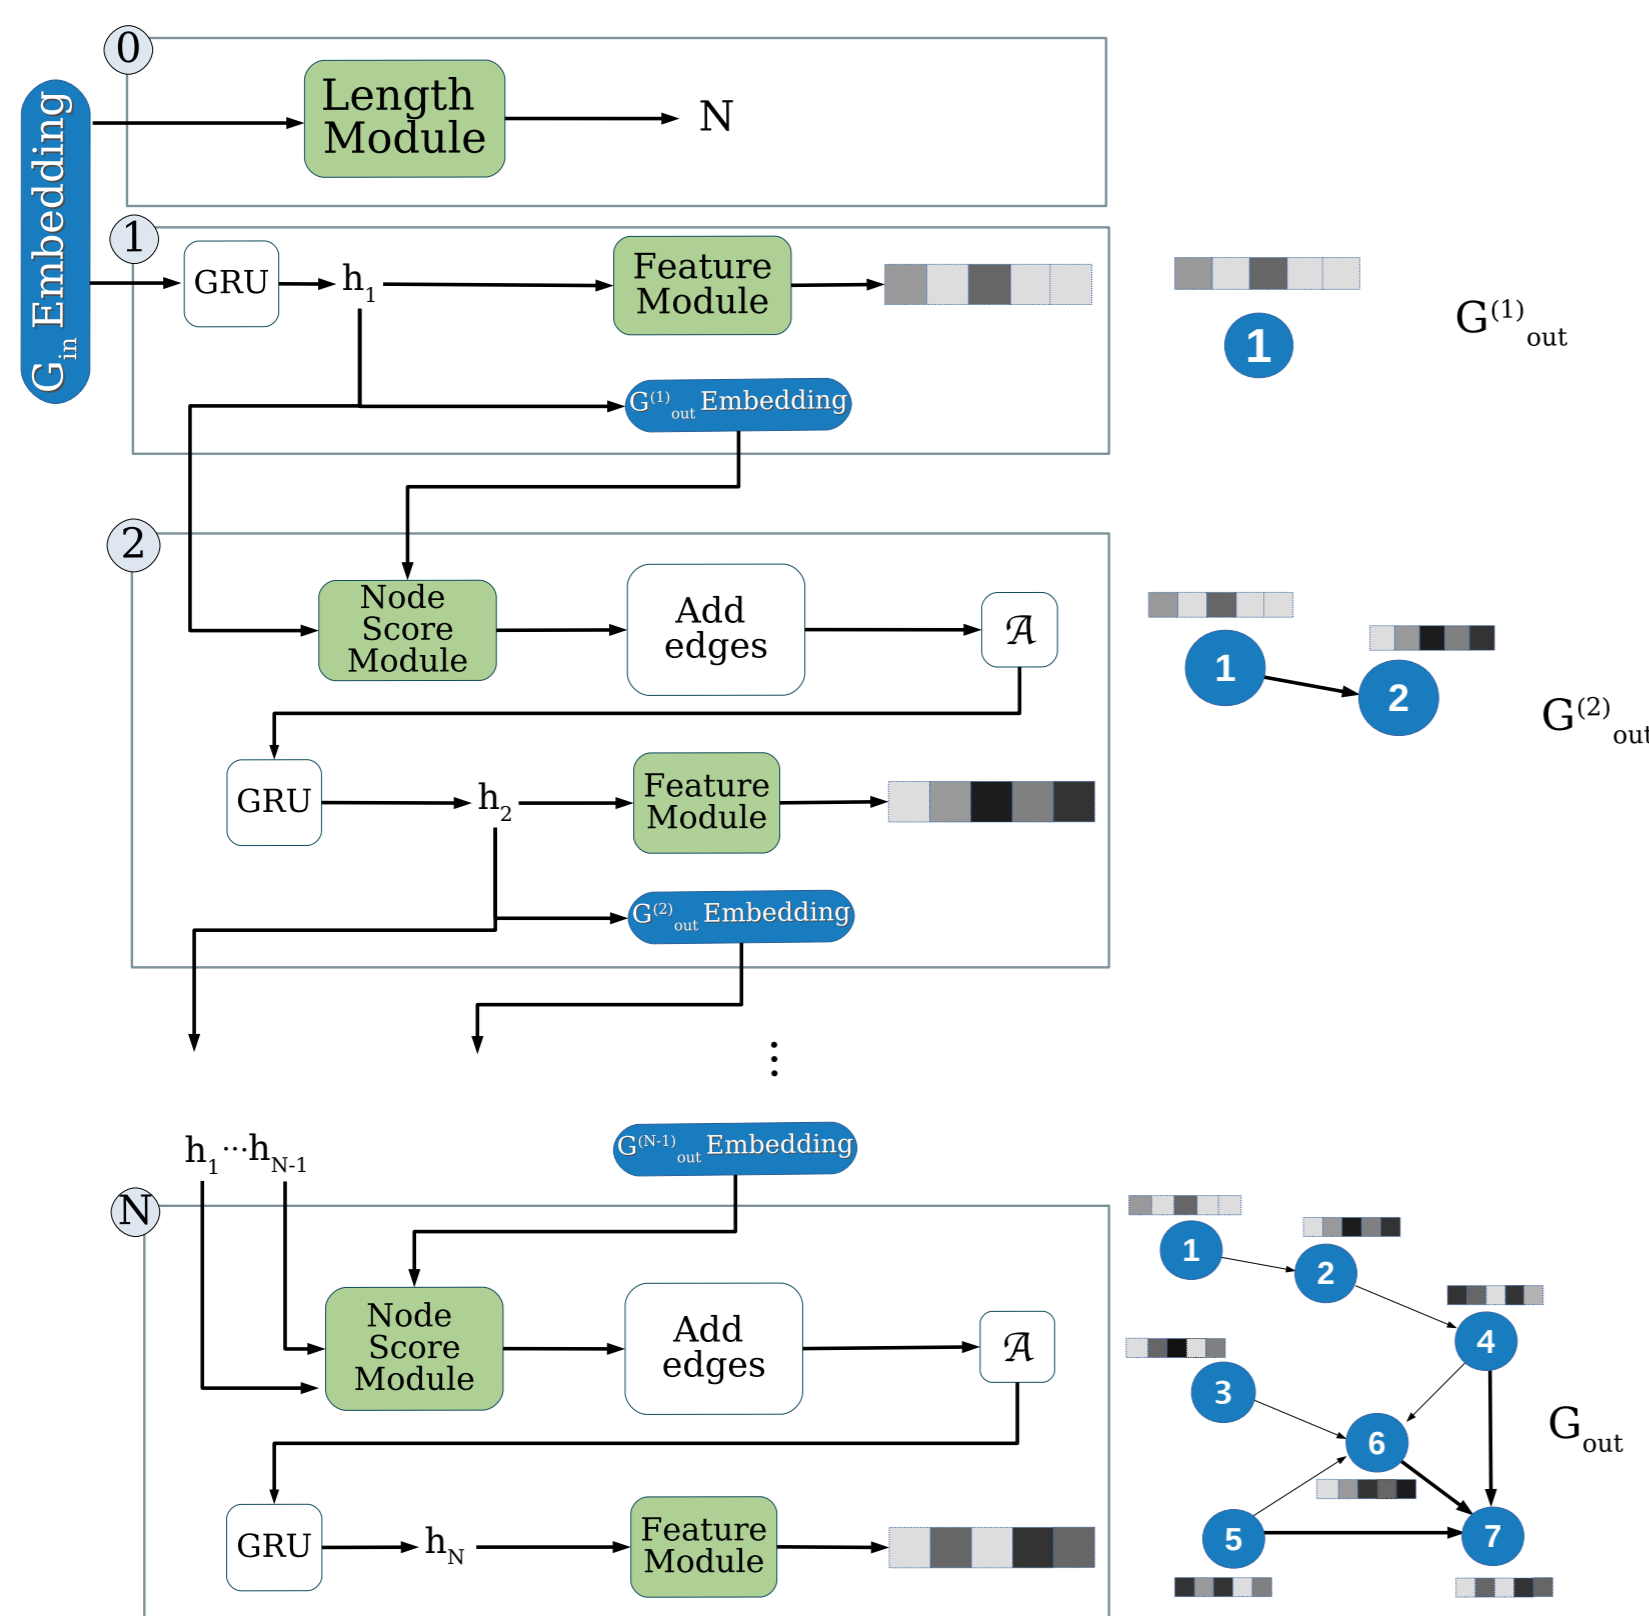 0
G_in Embedding
Length
Module
N
1
GRU
h_1
Feature
Module
G^(1)_out Embedding
1
G^(1)_out
2
Node
Score
Module
Add
edges
𝒜
GRU
h_2
Feature
Module
G^(2)_out Embedding
1
2
G^(2)_out
⋮
h_1 ··· h_N-1
G^(N-1)_out Embedding
N
Node
Score
Module
Add
edges
𝒜
GRU
h_N
Feature
Module
1
2
4
3
6
5
7
G_out